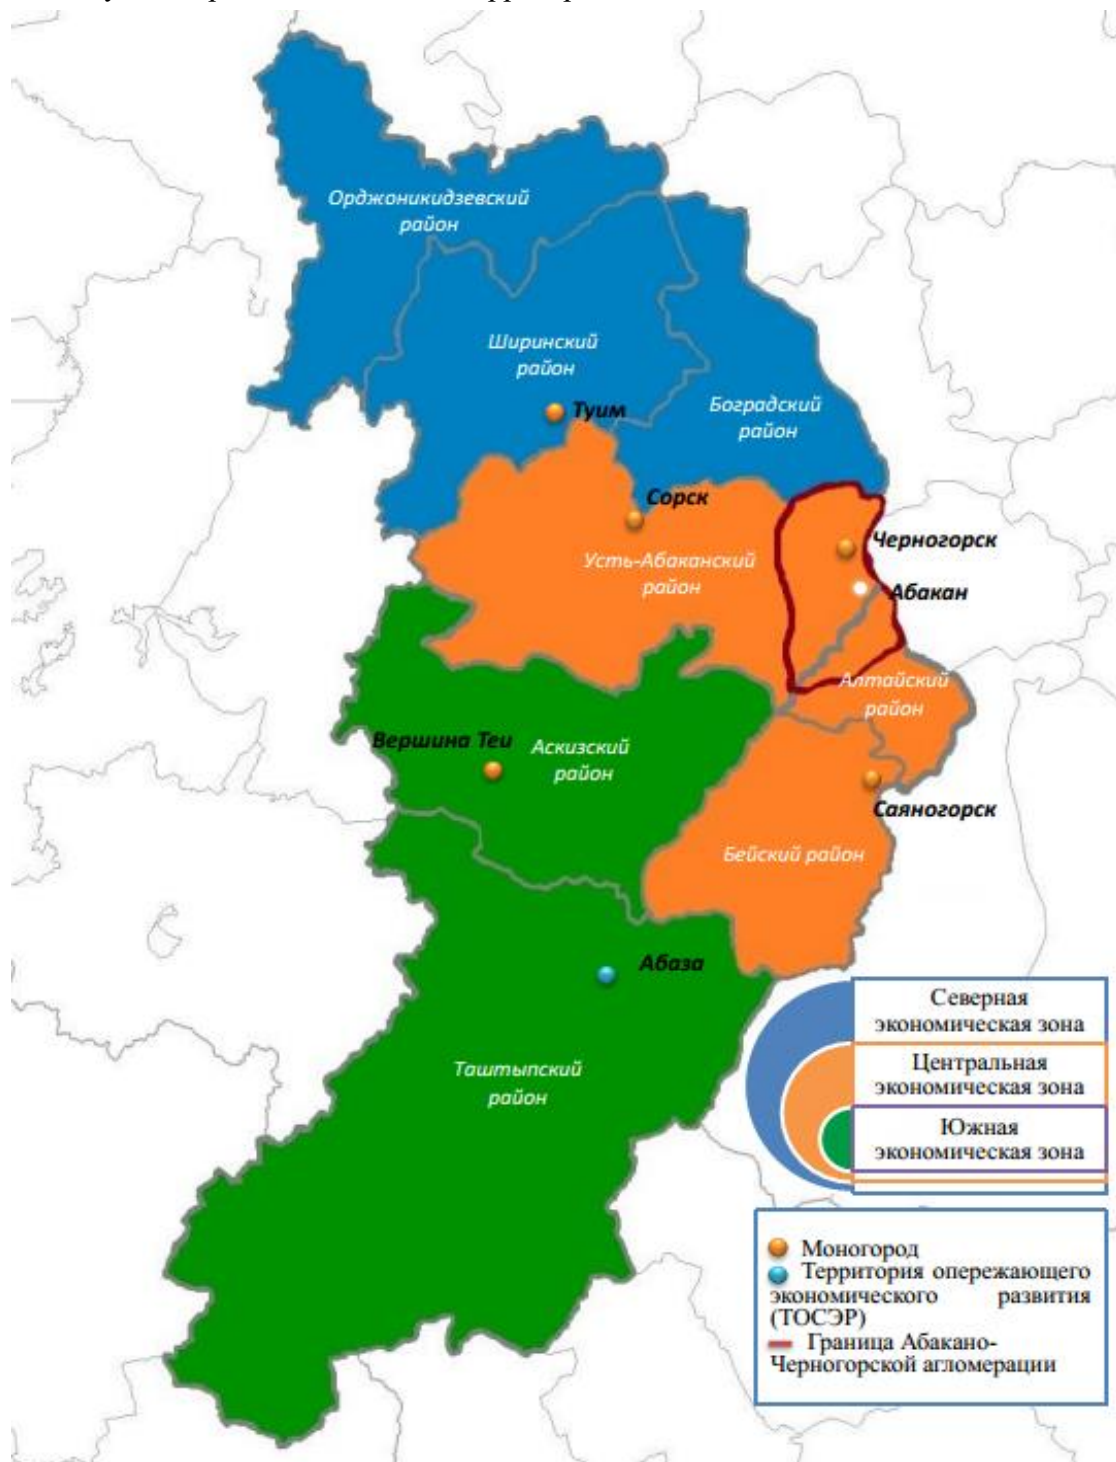 Орджоникидзевский
район
Ширинский
район
Боградский
район
Туим
Сорск
Черногорск
Усть-Абаканский
район
Абакан
Алтайский
район
Вершина Теи
Аскизский
район
Саяногорск
Бейский район
Абаза
Таштыпский
район
Северная
экономическая зона
Центральная
экономическая зона
Южная
экономическая зона
Моногород
Территория опережающего
экономического развития
(ТОСЭР)
Граница Абакано-
Черногорской агломерации